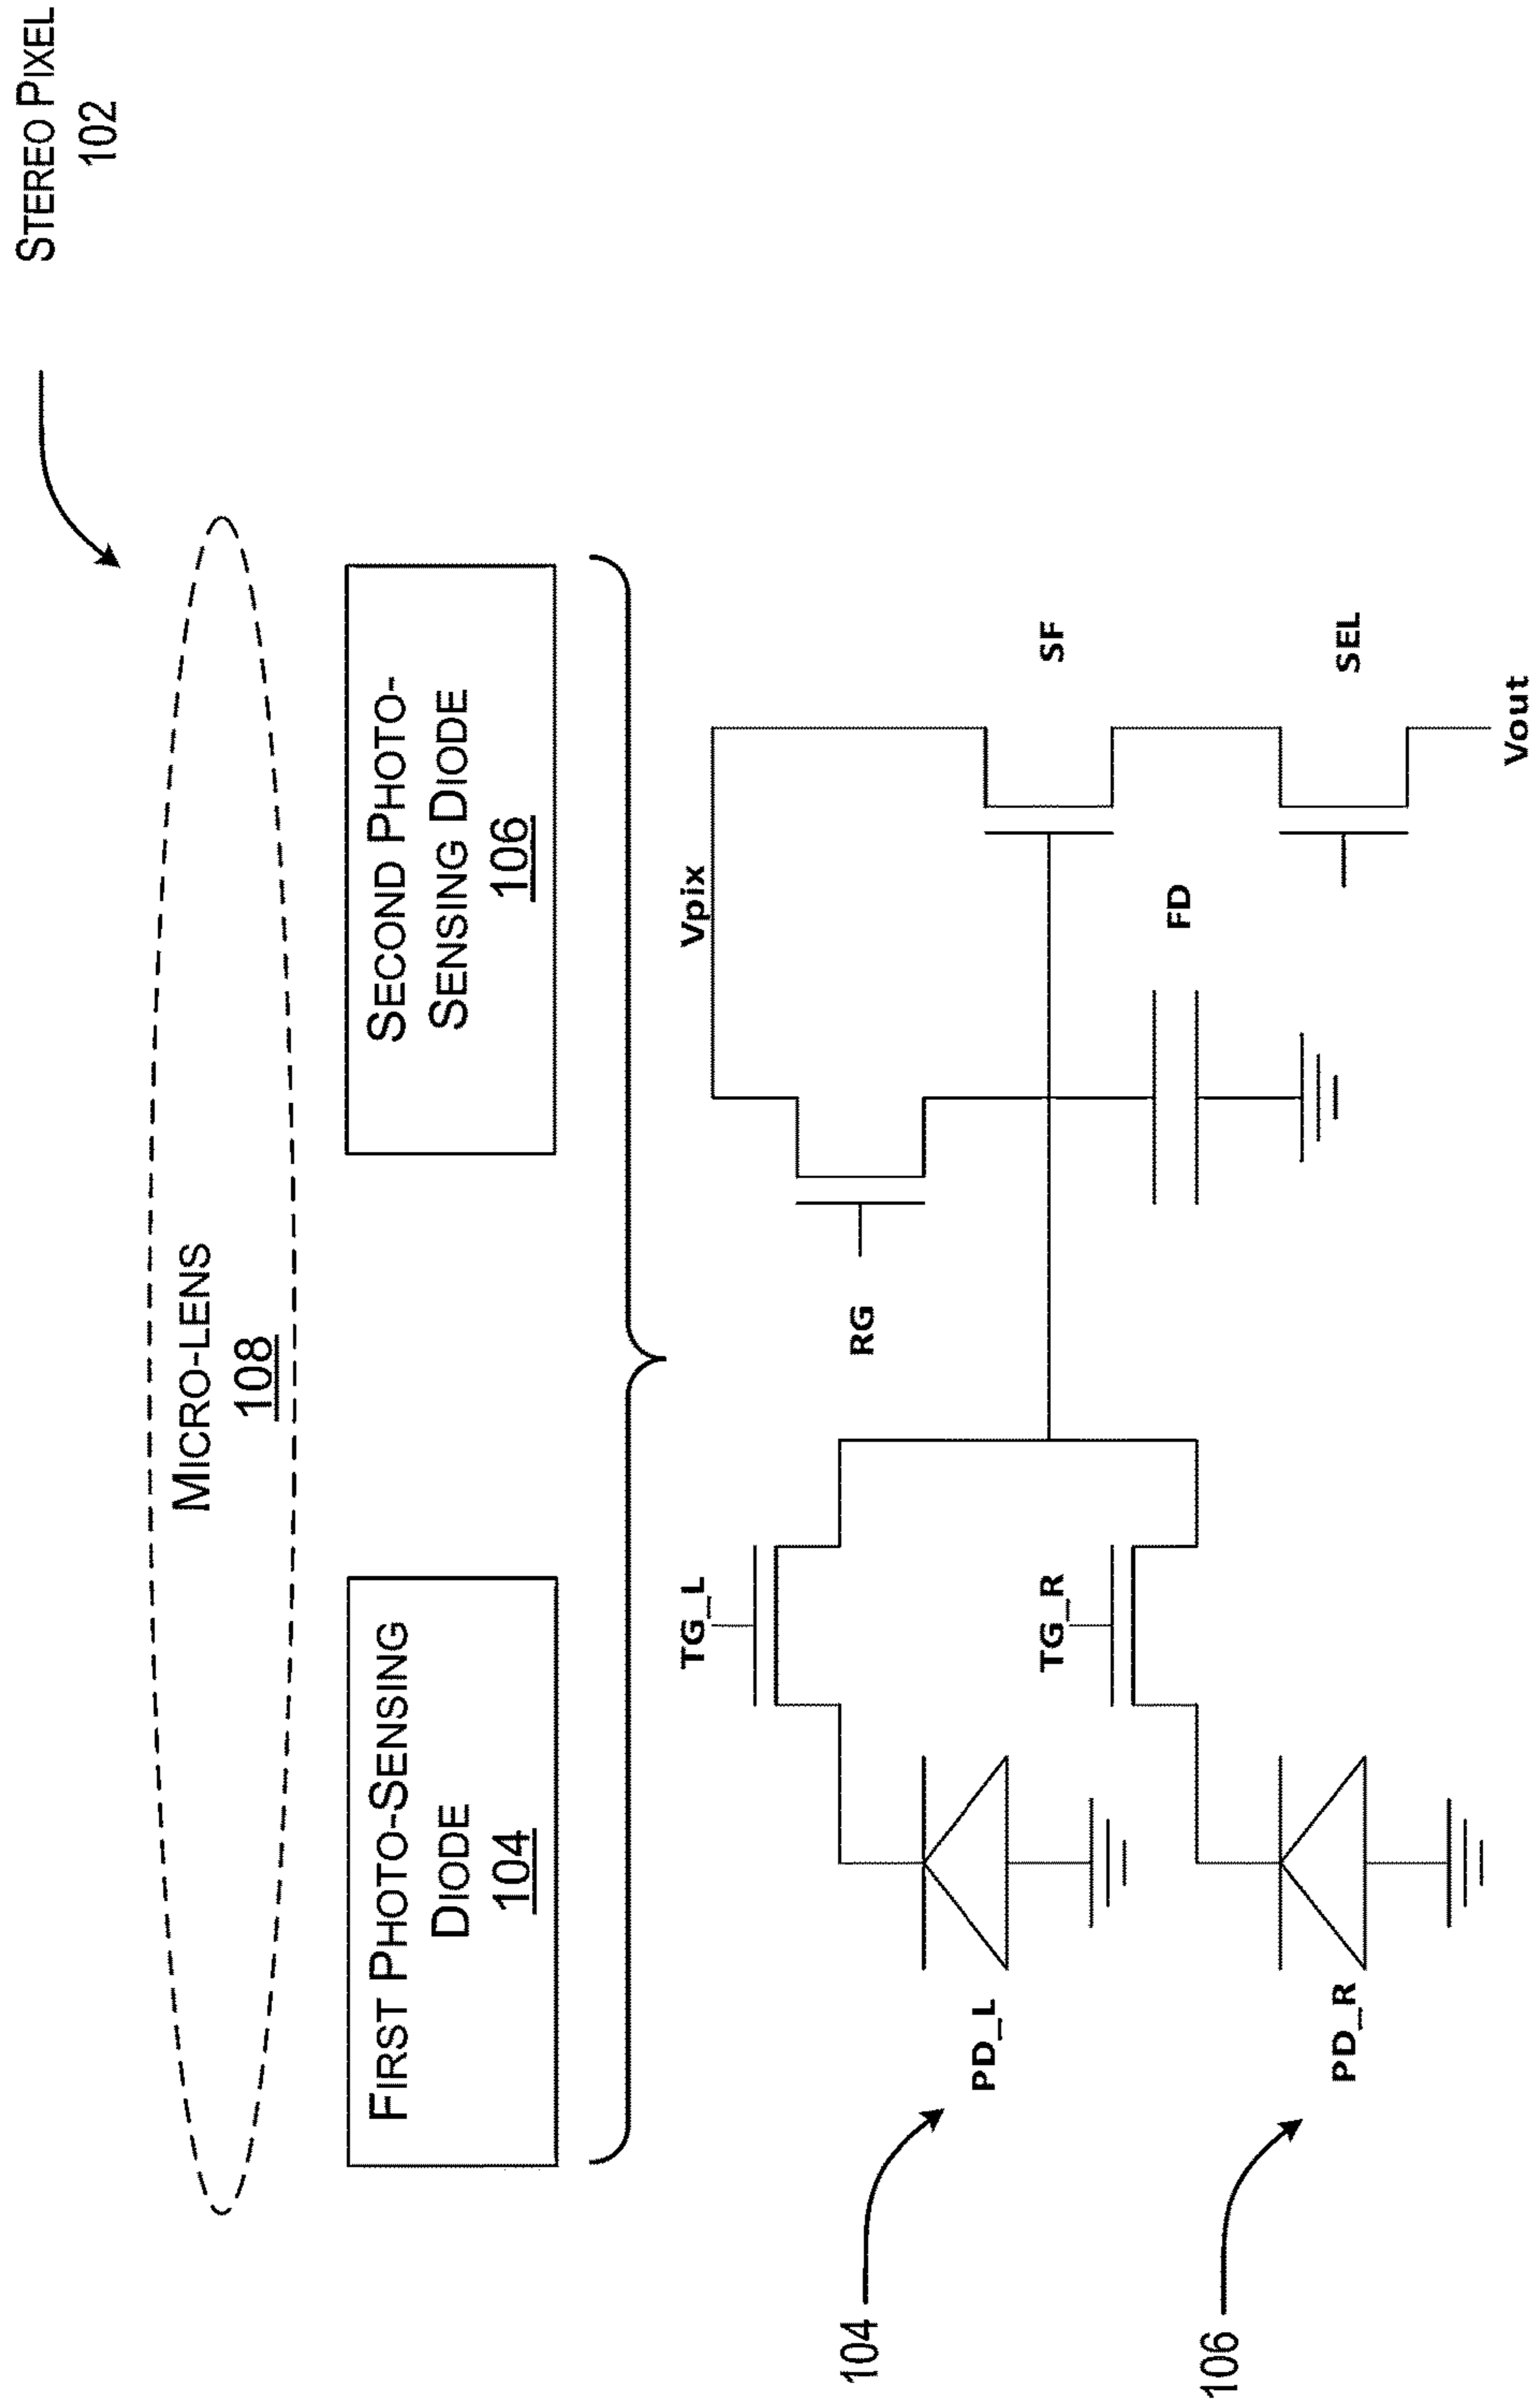 STEREO PIXEL
102
MICRO-LENS
108
FIRST PHOTO-SENSING
DIODE
104
SECOND PHOTO-
SENSING DIODE
106
Vpix
TG_L
RG
SF
TG_R
FD
SEL
Vout
104
PD_L
106
PD_R